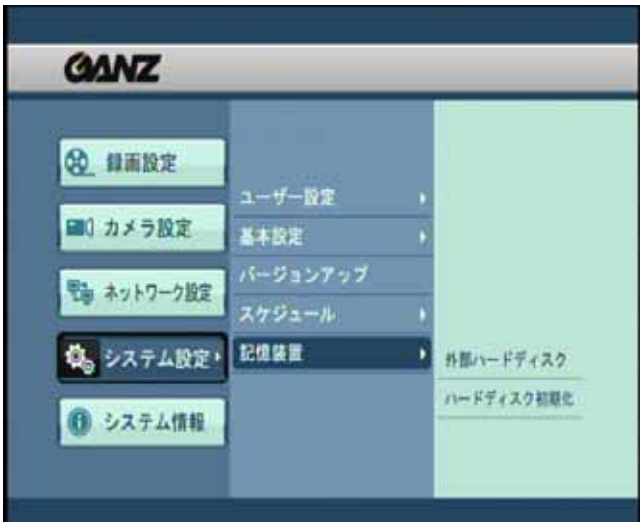 GANZ
録画設定
カメラ設定
ネットワーク設定
システム設定
システム情報
ユーザー設定
基本設定
バージョンアップ
スケジュール
記憶装置
外部ハードディスク
ハードディスク初期化